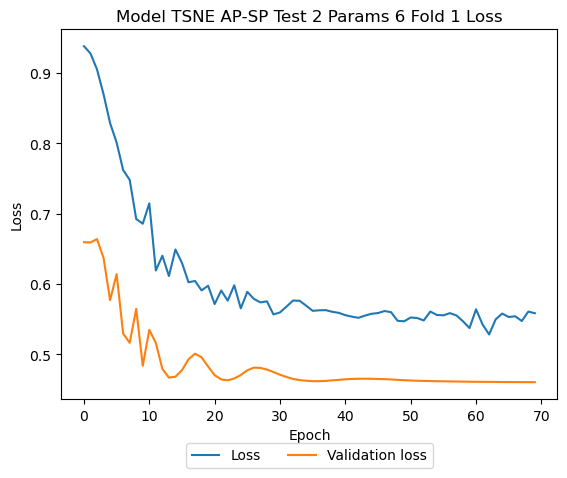 Model TSNE AP-SP Test 2 Params 6 Fold 1 Loss
Loss
0.9
0.8
0.7
0.6
0.5
0 10 20 30 40 50 60 70
Epoch
Loss Validation loss